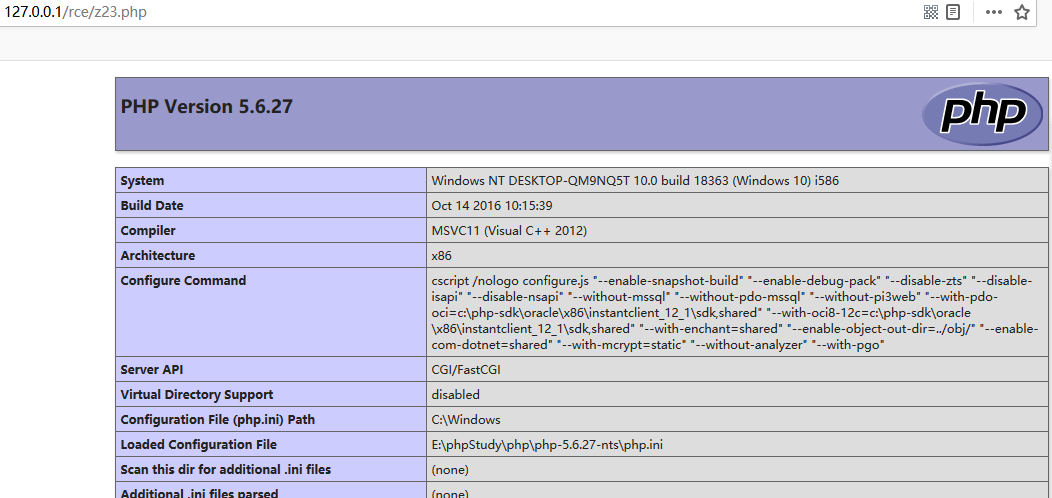 127.0.0.1/rce/z23.php
PHP Version 5.6.27
php
System Windows NT DESKTOP-QM9NQ5T 10.0 build 18363 (Windows 10) i586
Build Date Oct 14 2016 10:15:39
Compiler MSVC11 (Visual C++ 2012)
Architecture x86
Configure Command cscript /nologo configure.js "--enable-snapshot-build" "--enable-debug-pack" "--disable-zts" "--disable-
isapi" "--disable-nsapi" "--without-mssql" "--without-pdo-mssql" "--without-pi3web" "--with-pdo-
oci=c:\php-sdk\oracle\x86\instantclient_12_1\sdk,shared" "--with-oci8-12c=c:\php-sdk\oracle
\x86\instantclient_12_1\sdk,shared" "--with-enchant=shared" "--enable-object-out-dir=../obj/" "--enable-
com-dotnet=shared" "--with-mcrypt=static" "--without-analyzer" "--with-pgo"
Server API CGI/FastCGI
Virtual Directory Support disabled
Configuration File (php.ini) Path C:\Windows
Loaded Configuration File E:\phpStudy\php\php-5.6.27-nts\php.ini
Scan this dir for additional .ini files (none)
Additional .ini files parsed (none)